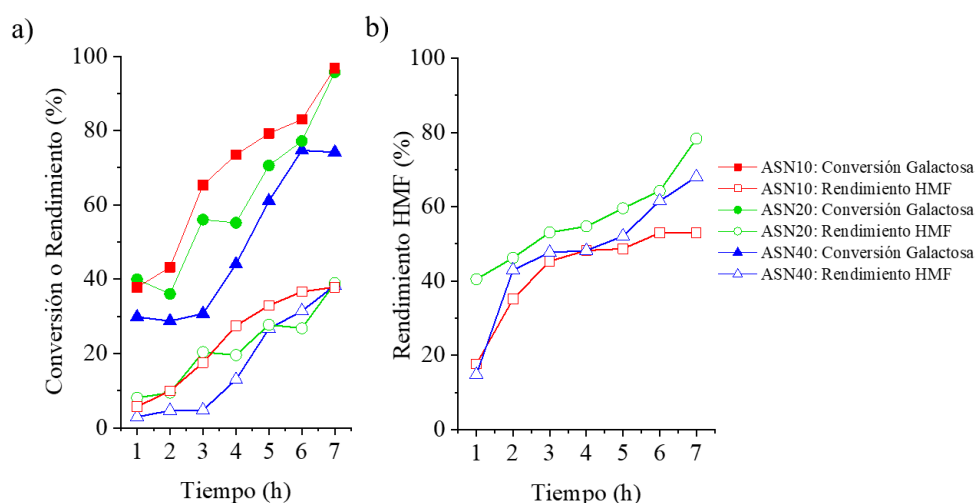 a)
Conversión o Rendimiento (%)
100
80
60
40
20
0
1 2 3 4 5 6 7
Tiempo (h)
b)
Rendimiento HMF (%)
100
80
60
40
20
0
1 2 3 4 5 6 7
Tiempo (h)
ASN10: Conversión Galactosa
ASN10: Rendimiento HMF
ASN20: Conversión Galactosa
ASN20: Rendimiento HMF
ASN40: Conversión Galactosa
ASN40: Rendimiento HMF